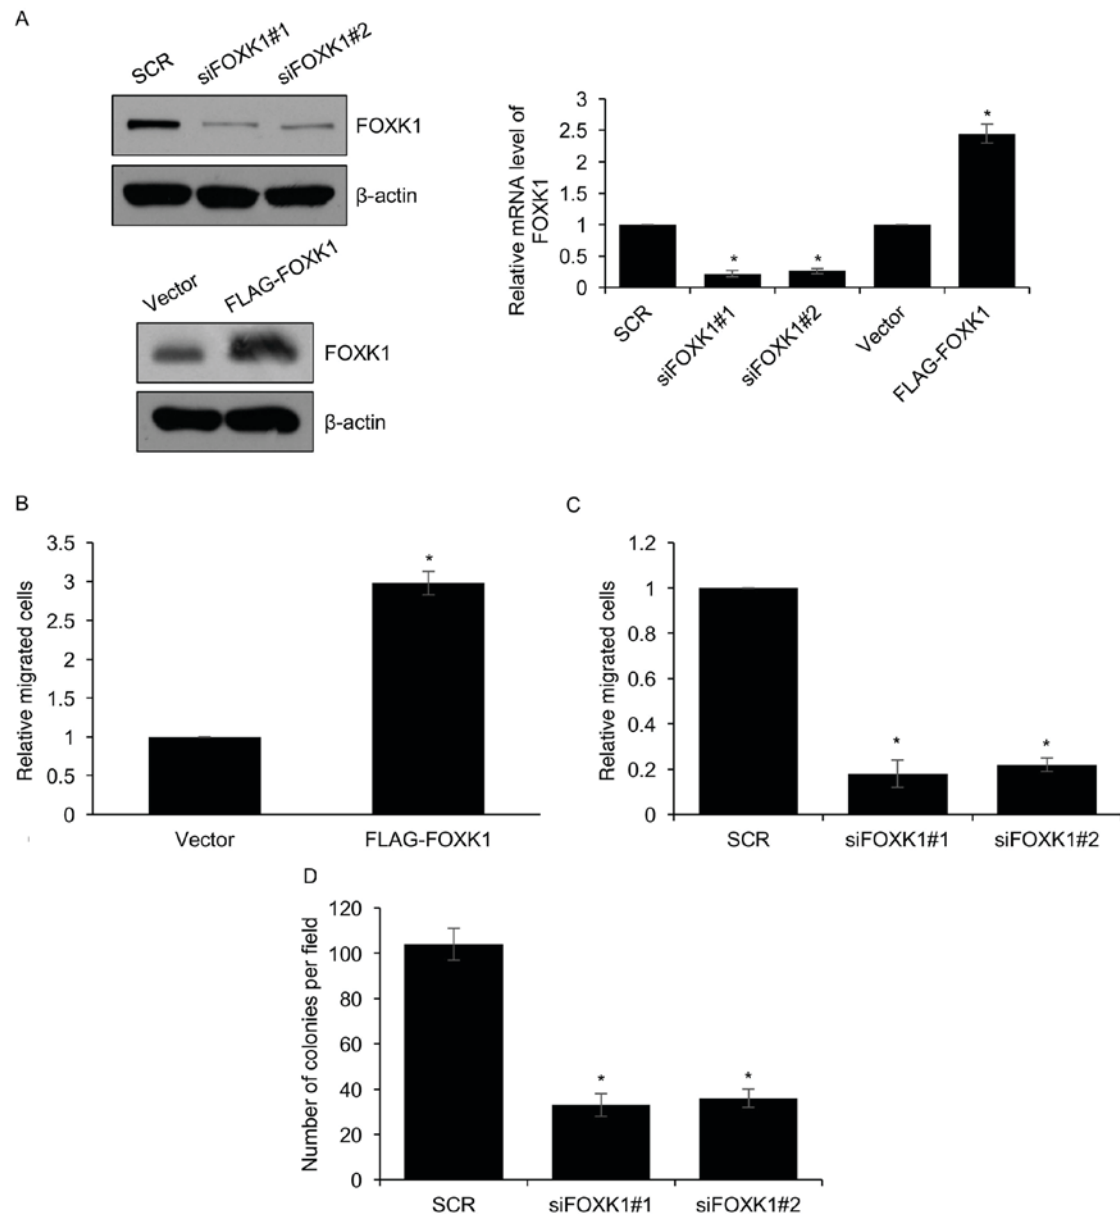 A
SCR
siFOXK1#1
siFOXK1#2
FOXK1
β-actin
Vector
FLAG-FOXK1
FOXK1
β-actin
Relative mRNA level of
FOXK1
3
2.5
2
1.5
1
0.5
0
*
*
*
SCR
siFOXK1#1
siFOXK1#2
Vector
FLAG-FOXK1
B
Relative migrated cells
3.5
3
2.5
2
1.5
1
0.5
0
*
Vector
FLAG-FOXK1
C
Relative migrated cells
1.2
1
0.8
0.6
0.4
0.2
0
*
*
SCR
siFOXK1#1
siFOXK1#2
D
Number of colonies per field
120
100
80
60
40
20
0
*
*
SCR
siFOXK1#1
siFOXK1#2